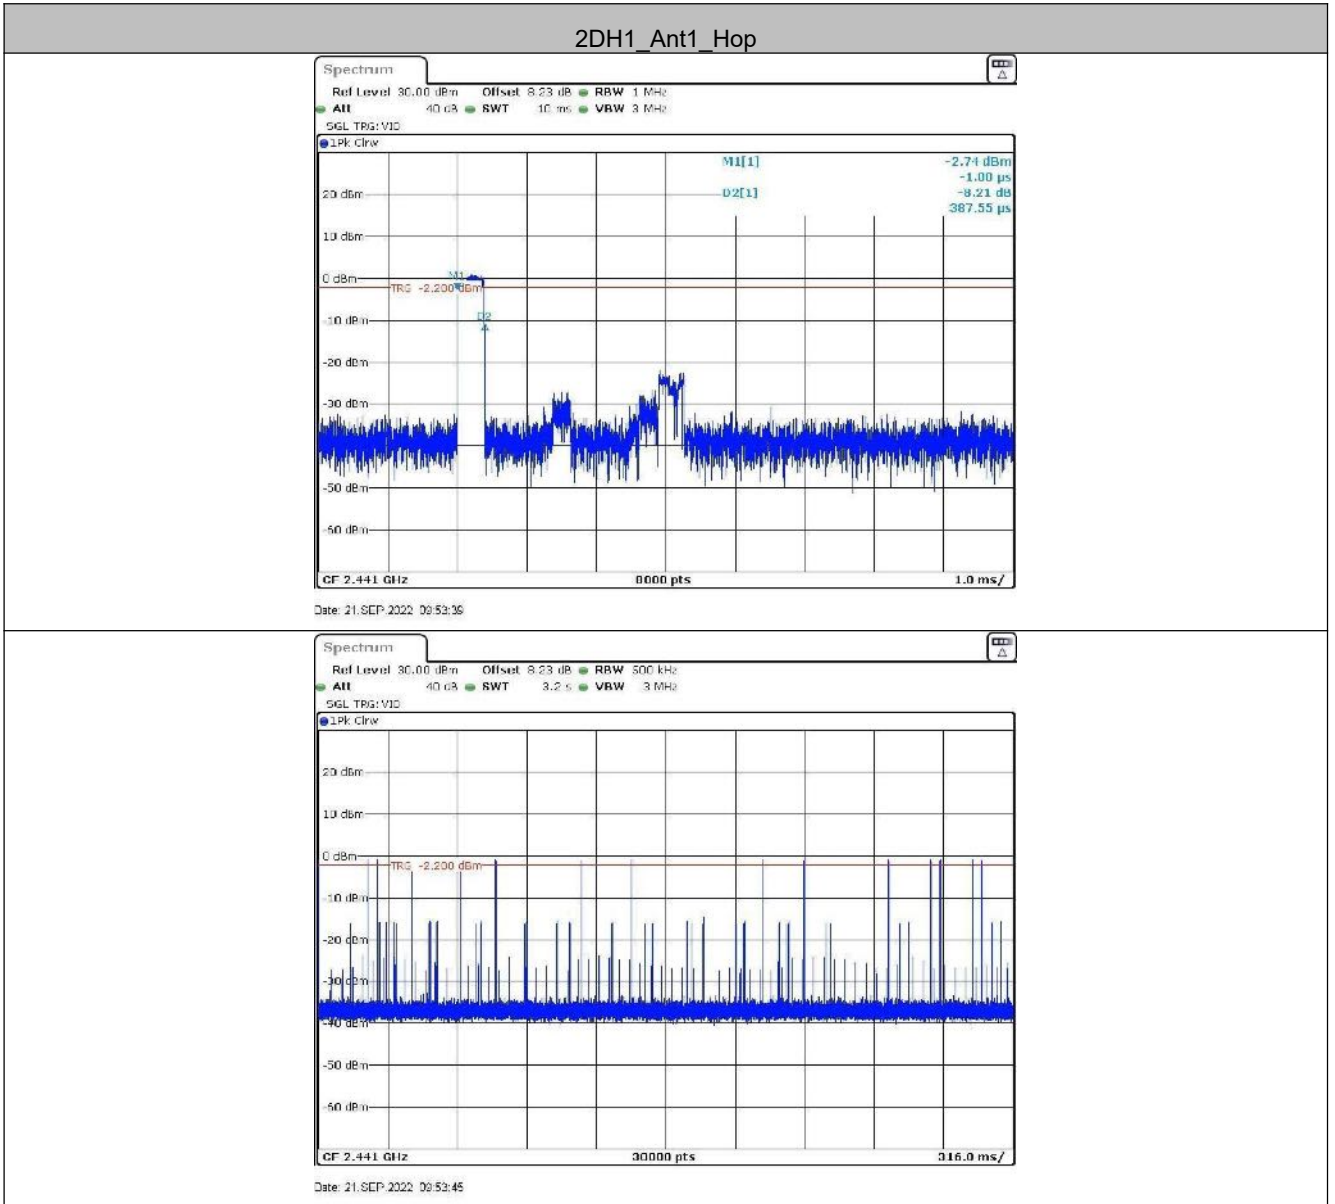 2DH1_Ant1_Hop
Spectrum
Ref Level 30.00 dBm Offset 8.23 dB RBW 1 MHz
Att 40 dB SWT 10 ms VBW 3 MHz
SGL TRG: VID
1Pk Clrw
M1[1] -2.74 dBm
-1.00 µs
D2[1] -8.21 dB
387.55 µs
20 dBm
10 dBm
M1
0 dBm
TRG -2.200 dBm
D2
-10 dBm
-20 dBm
-30 dBm
-50 dBm
-60 dBm
CF 2.441 GHz 8000 pts 1.0 ms/
Date: 21.SEP.2022 09:53:39
Spectrum
Ref Level 30.00 dBm Offset 8.23 dB RBW 500 kHz
Att 40 dB SWT 3.2 s VBW 3 MHz
SGL TRG: VID
1Pk Clrw
20 dBm
10 dBm
0 dBm
TRG -2.200 dBm
-10 dBm
-20 dBm
-30 dBm
-40 dBm
-50 dBm
-60 dBm
CF 2.441 GHz 30000 pts 316.0 ms/
Date: 21.SEP.2022 09:53:45